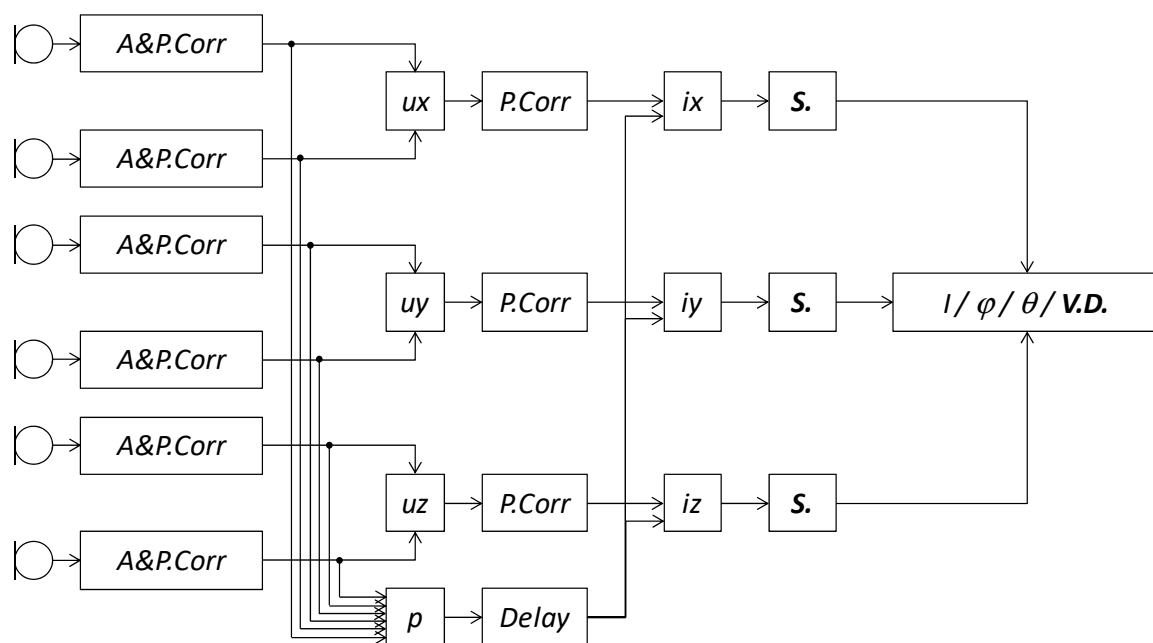 A&P.Corr
ux
P.Corr
ix
S.
A&P.Corr
A&P.Corr
uy
P.Corr
iy
S.
I / φ / θ / V.D.
A&P.Corr
A&P.Corr
uz
P.Corr
iz
S.
A&P.Corr
p
Delay